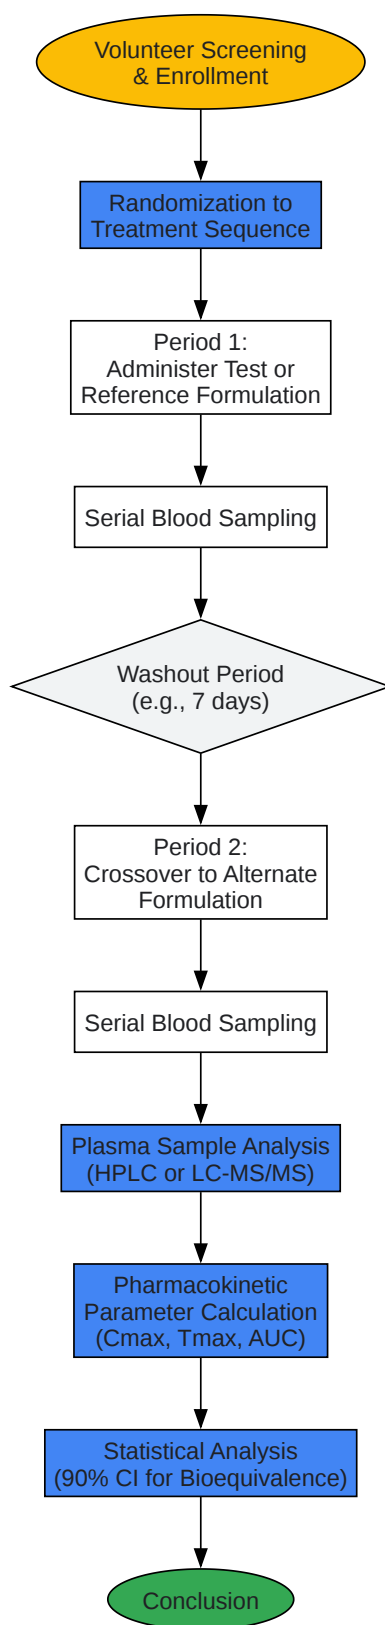 Volunteer Screening
& Enrollment
Randomization to
Treatment Sequence
Period 1:
Administer Test or
Reference Formulation
Serial Blood Sampling
Washout Period
(e.g., 7 days)
Period 2:
Crossover to Alternate
Formulation
Serial Blood Sampling
Plasma Sample Analysis
(HPLC or LC-MS/MS)
Pharmacokinetic
Parameter Calculation
(Cmax, Tmax, AUC)
Statistical Analysis
(90% CI for Bioequivalence)
Conclusion